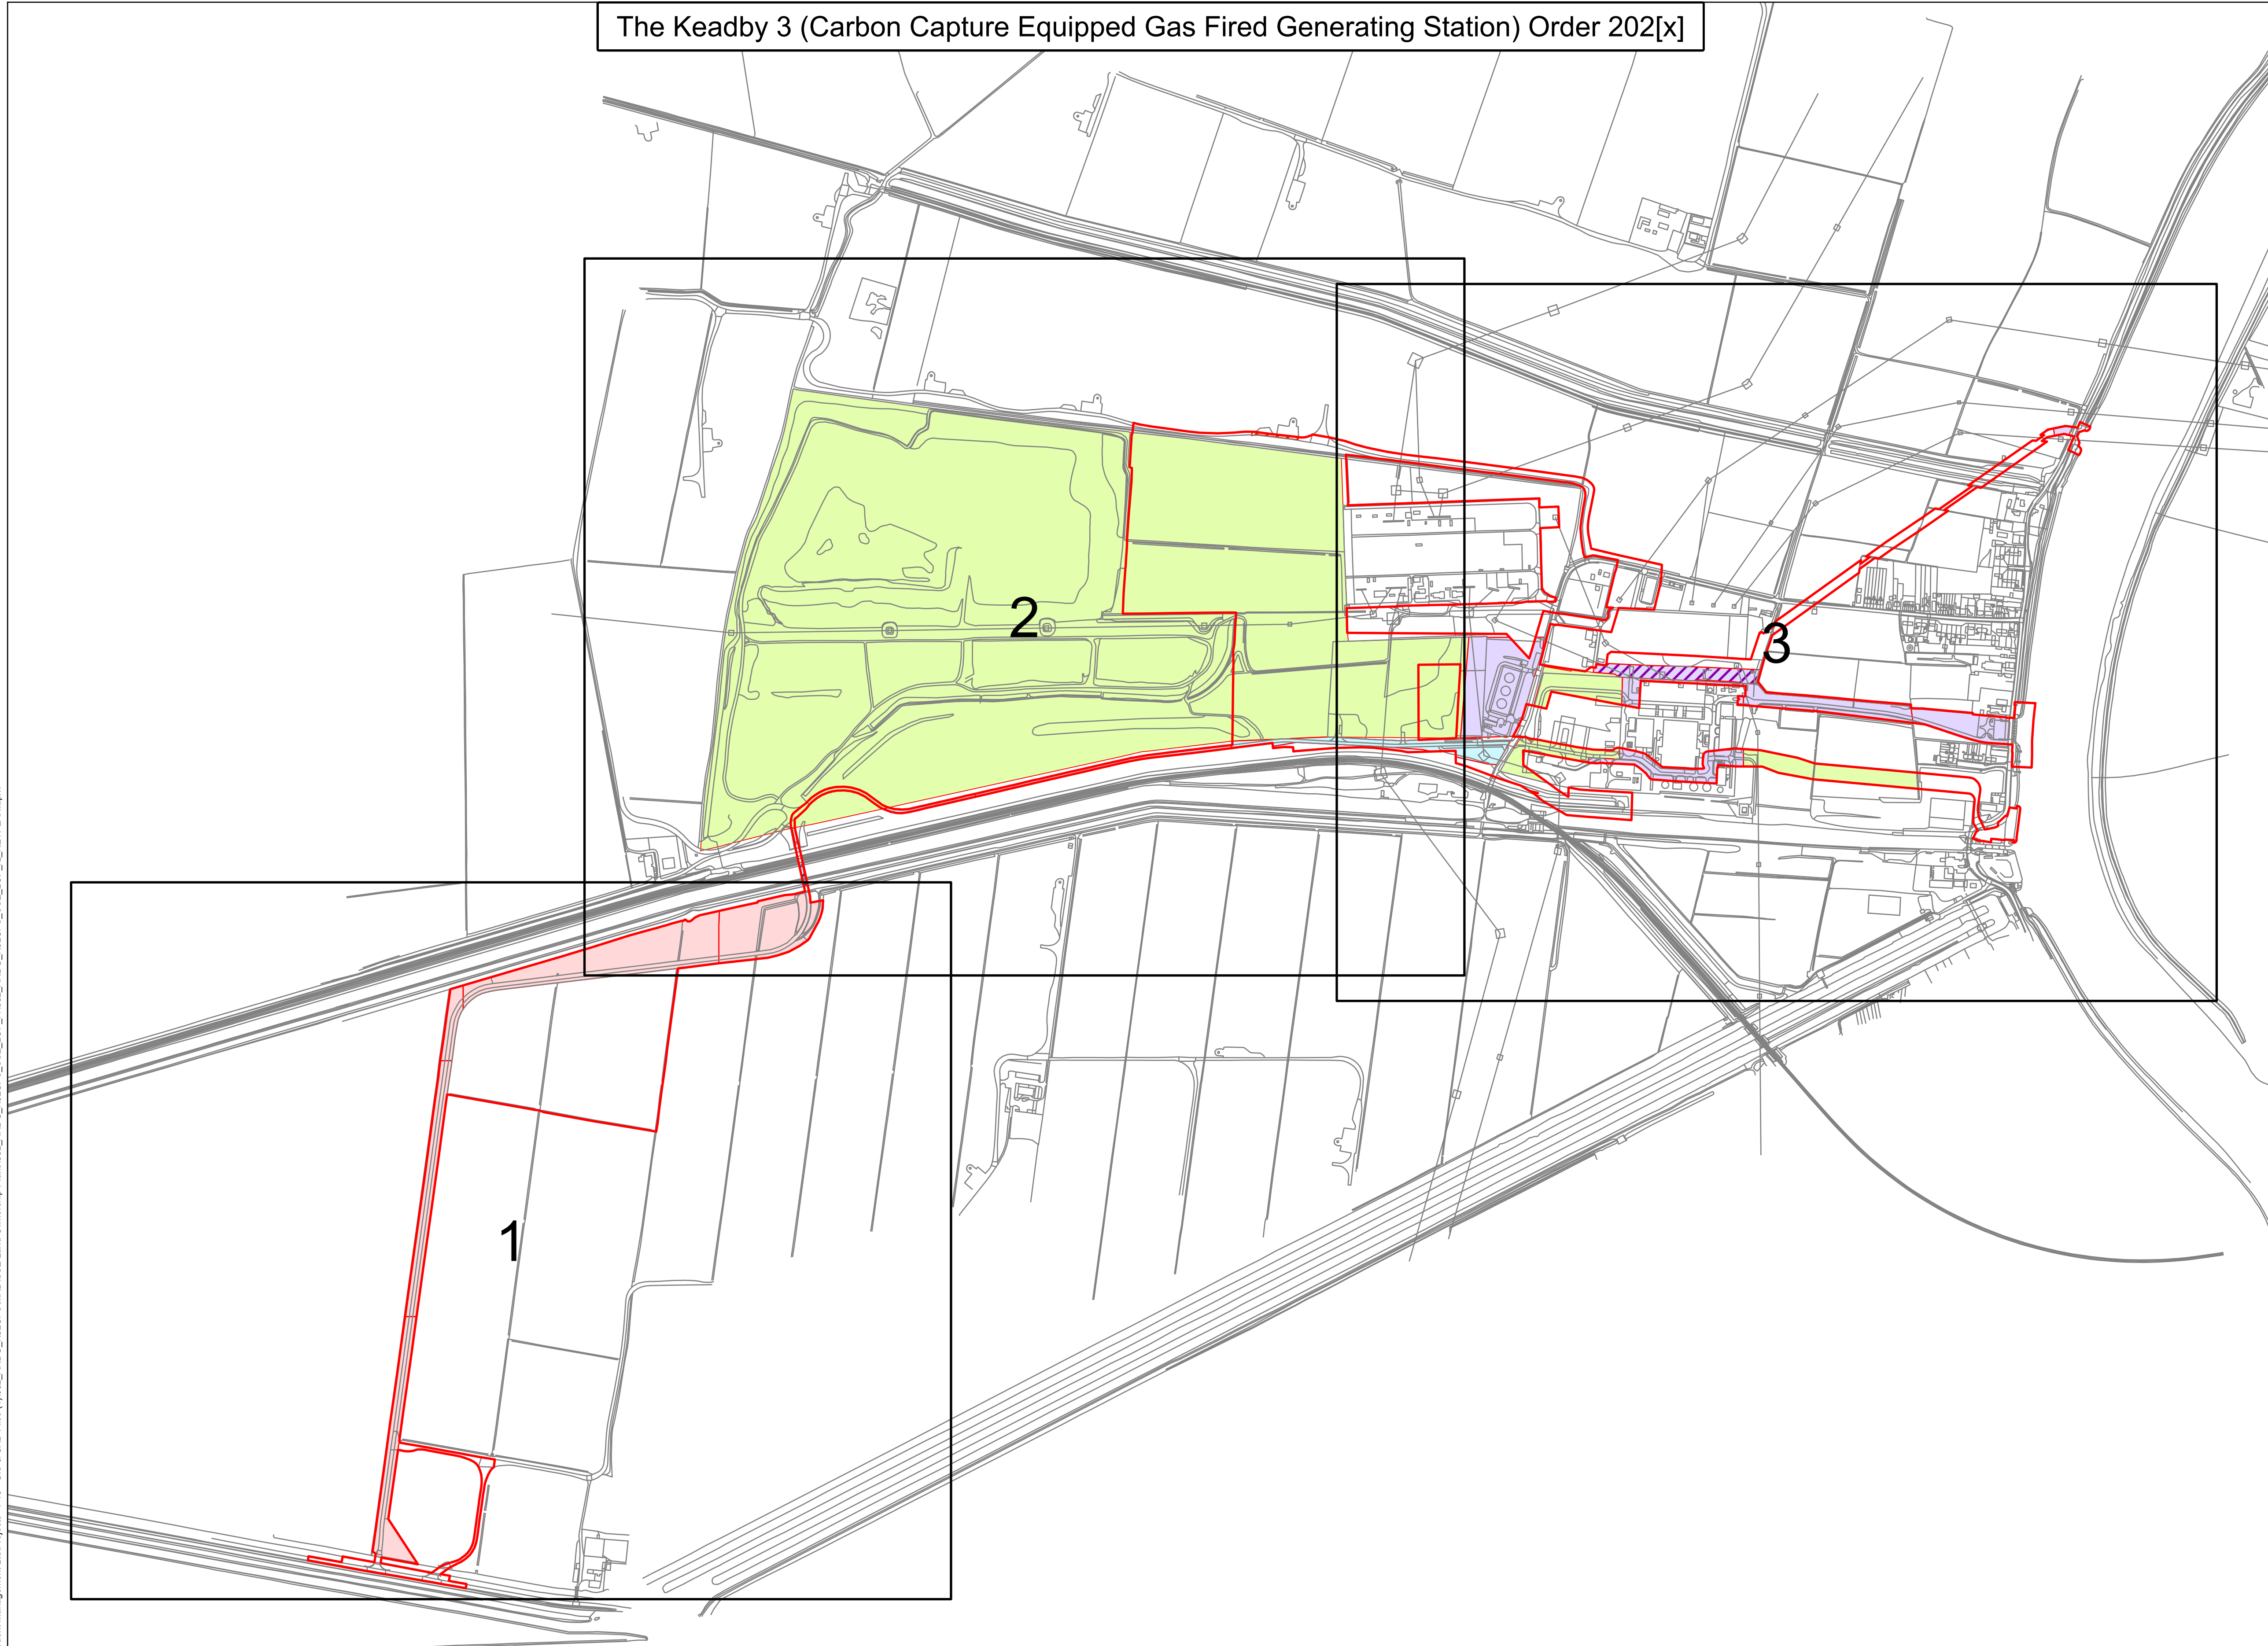 The Keadby 3 (Carbon Capture Equipped Gas Fired Generating Station) Order 202[x]
2
3
1